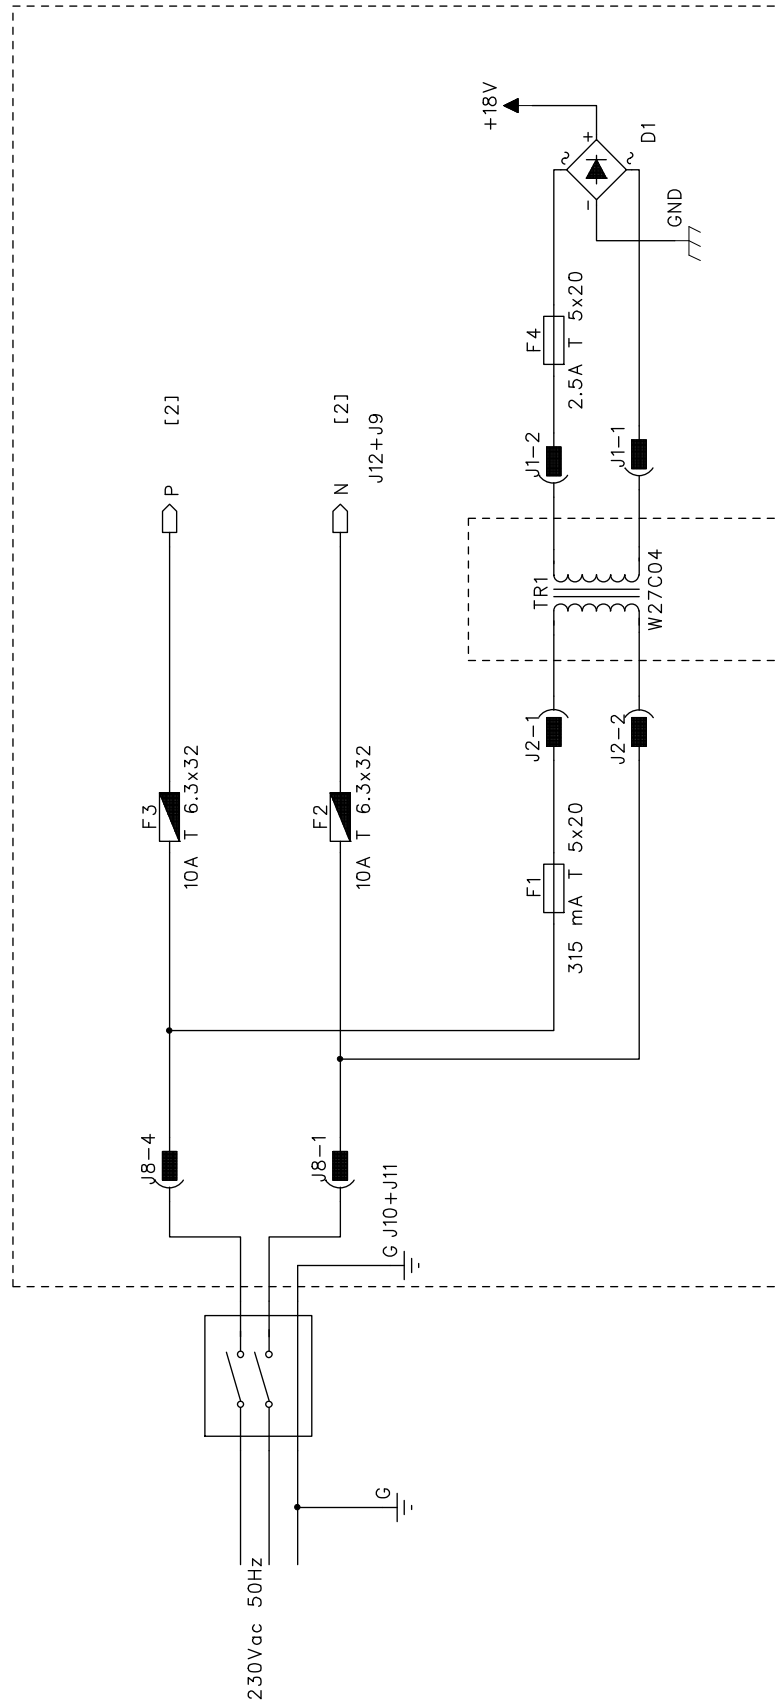 230Vac 50Hz
G
G J10+J11
J8-4
J8-1
F3
10A T 6.3x32
F2
10A T 6.3x32
P [2]
N [2]
J12+J9
F1
315 mA T 5x20
J2-1
J2-2
TR1
W27C04
J1-2
J1-1
F4
2.5A T 5x20
+18V
+
~
~
-
D1
GND